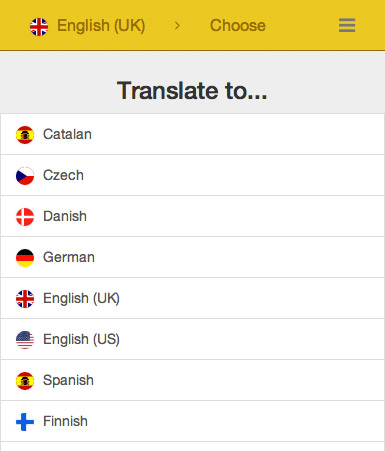 English (UK) > Choose
Translate to...
Catalan
Czech
Danish
German
English (UK)
English (US)
Spanish
Finnish